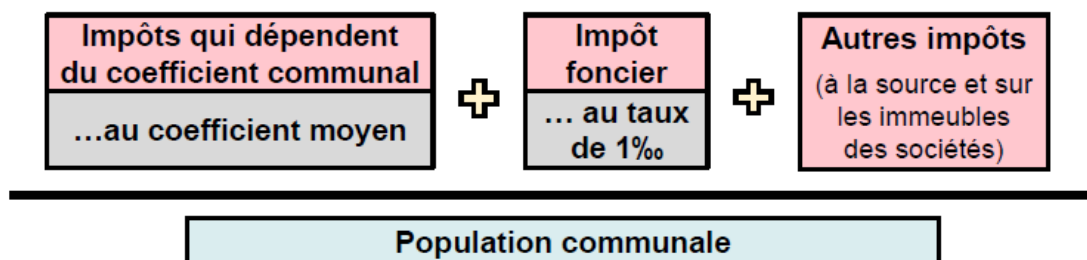 Impôts qui dépendent
du coefficient communal
…au coefficient moyen
Impôt
foncier
… au taux
de 1‰
Autres impôts
(à la source et sur
les immeubles
des sociétés)
Population communale